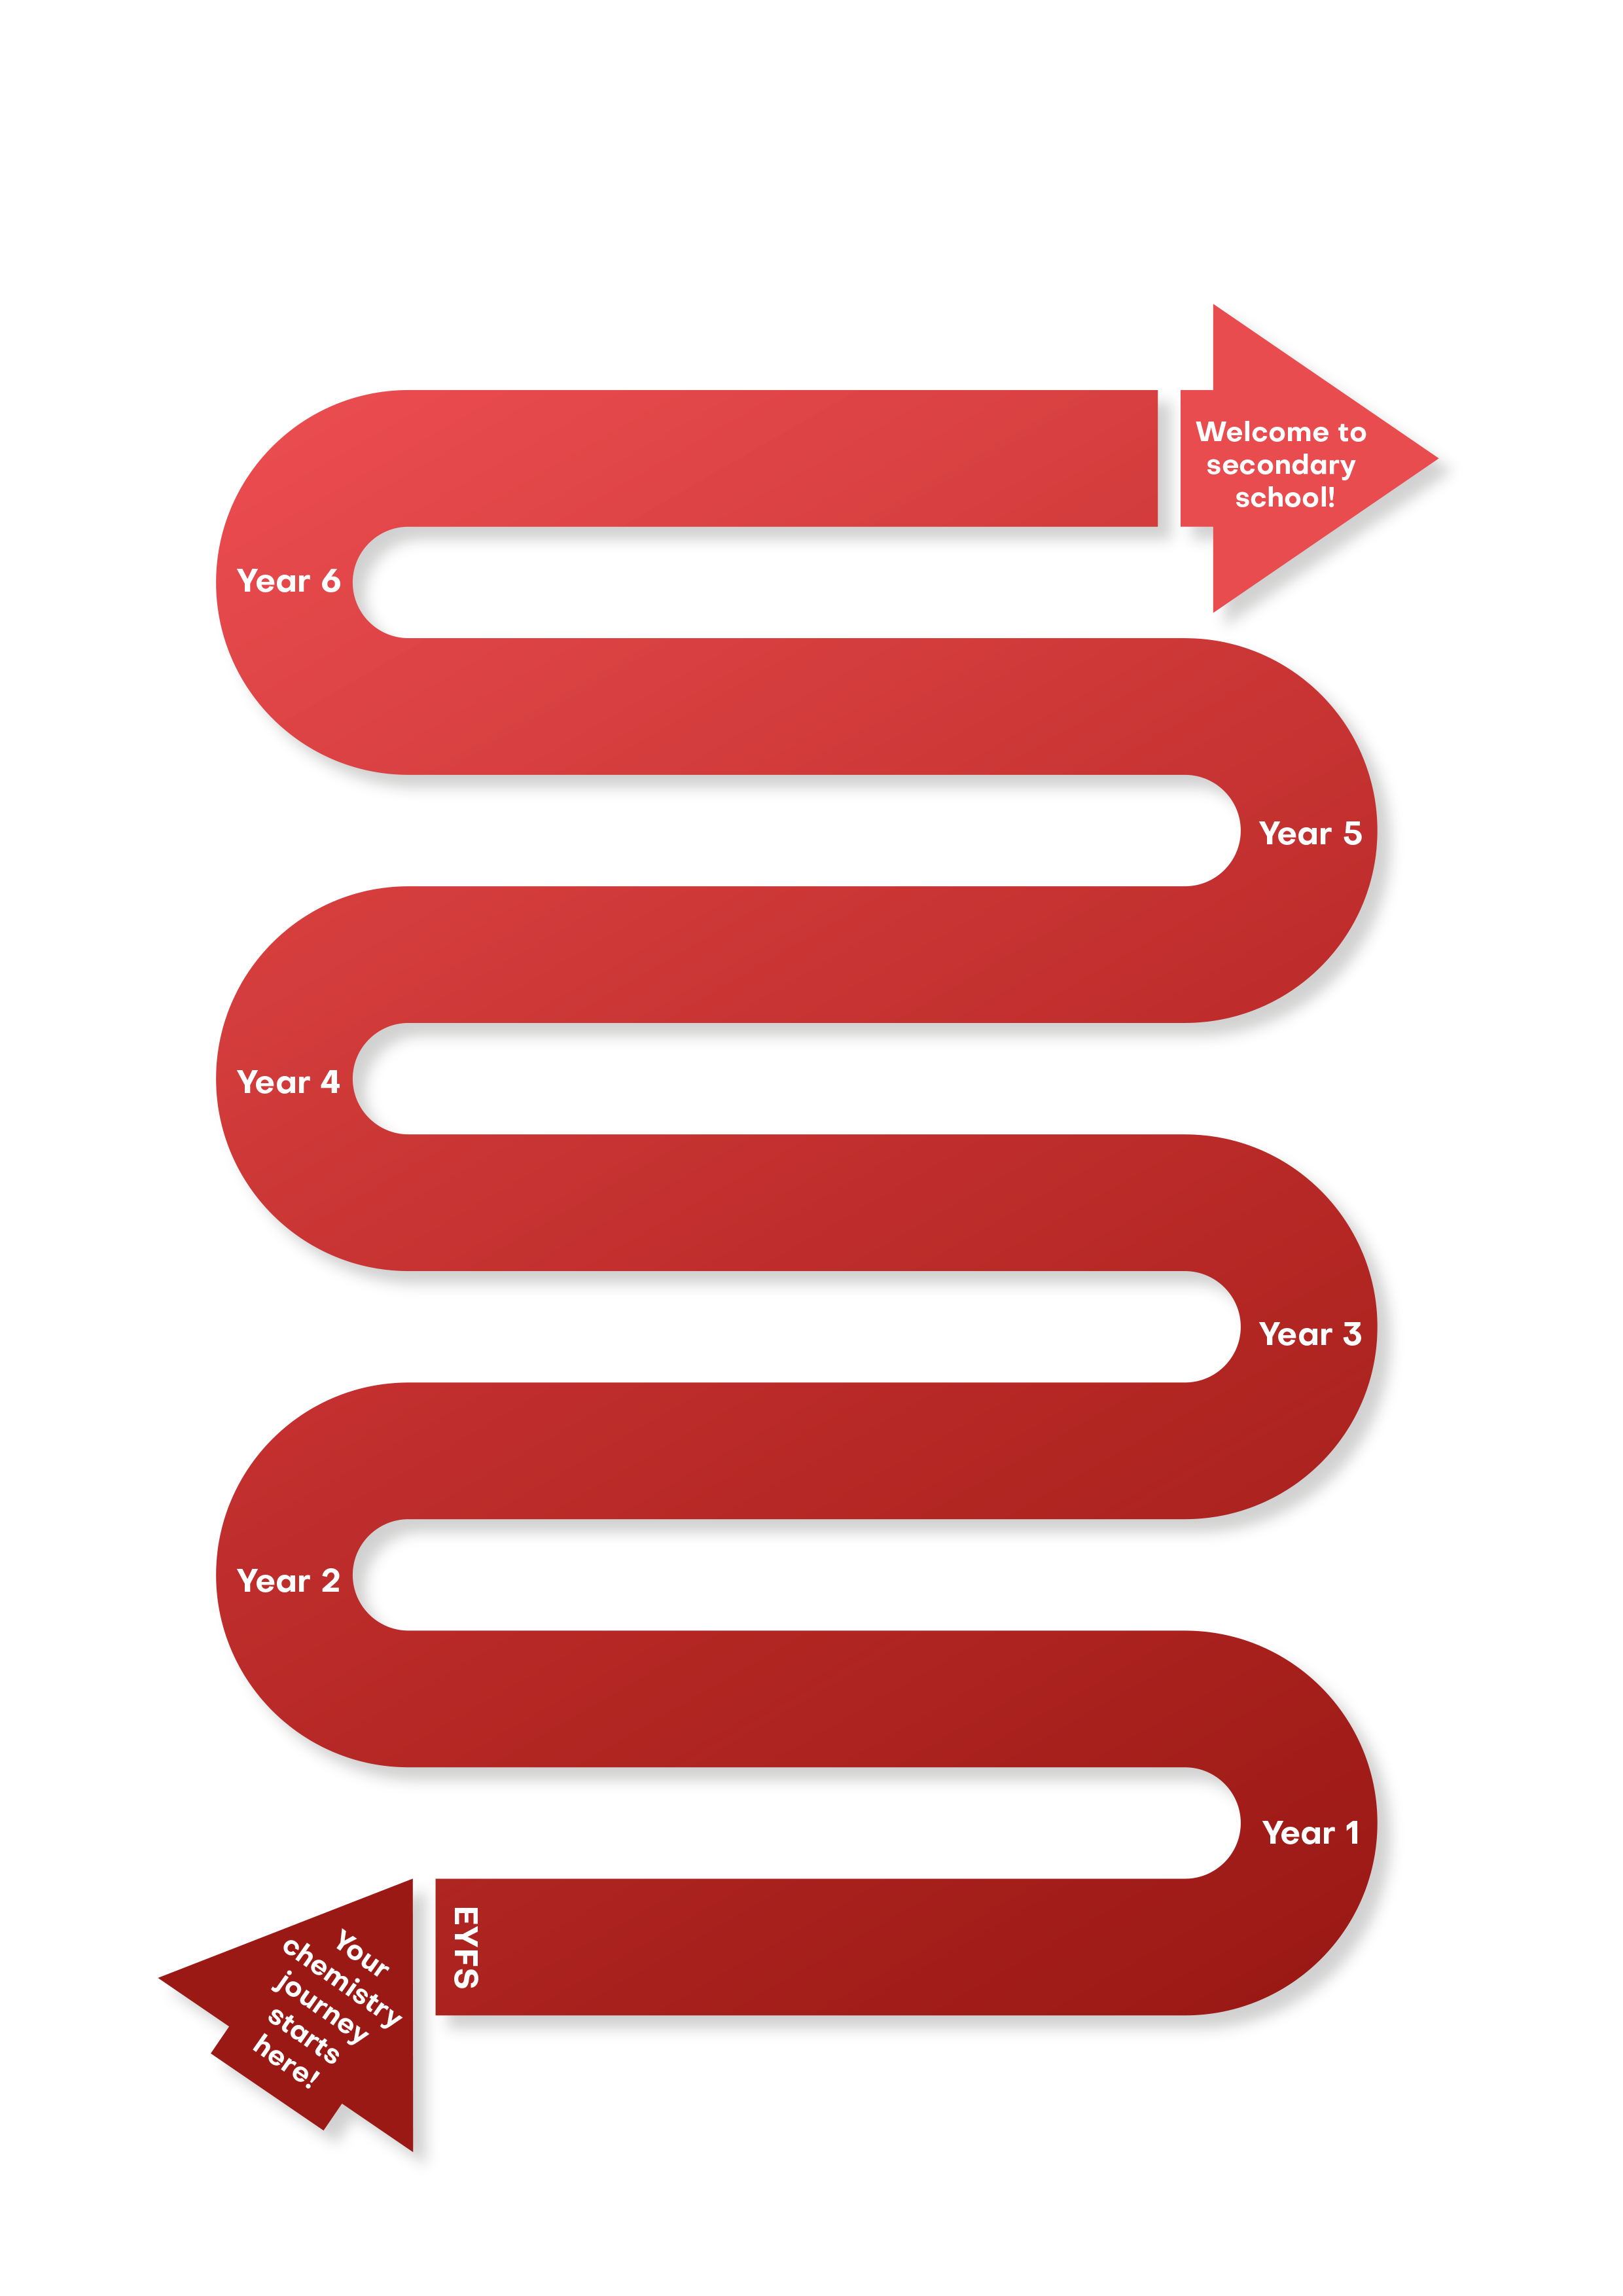 Welcome to
secondary
school!
Year 6
Year 5
Year 4
Year 3
Year 2
Year 1
EYFS
Your
chemistry
journey
starts
here!